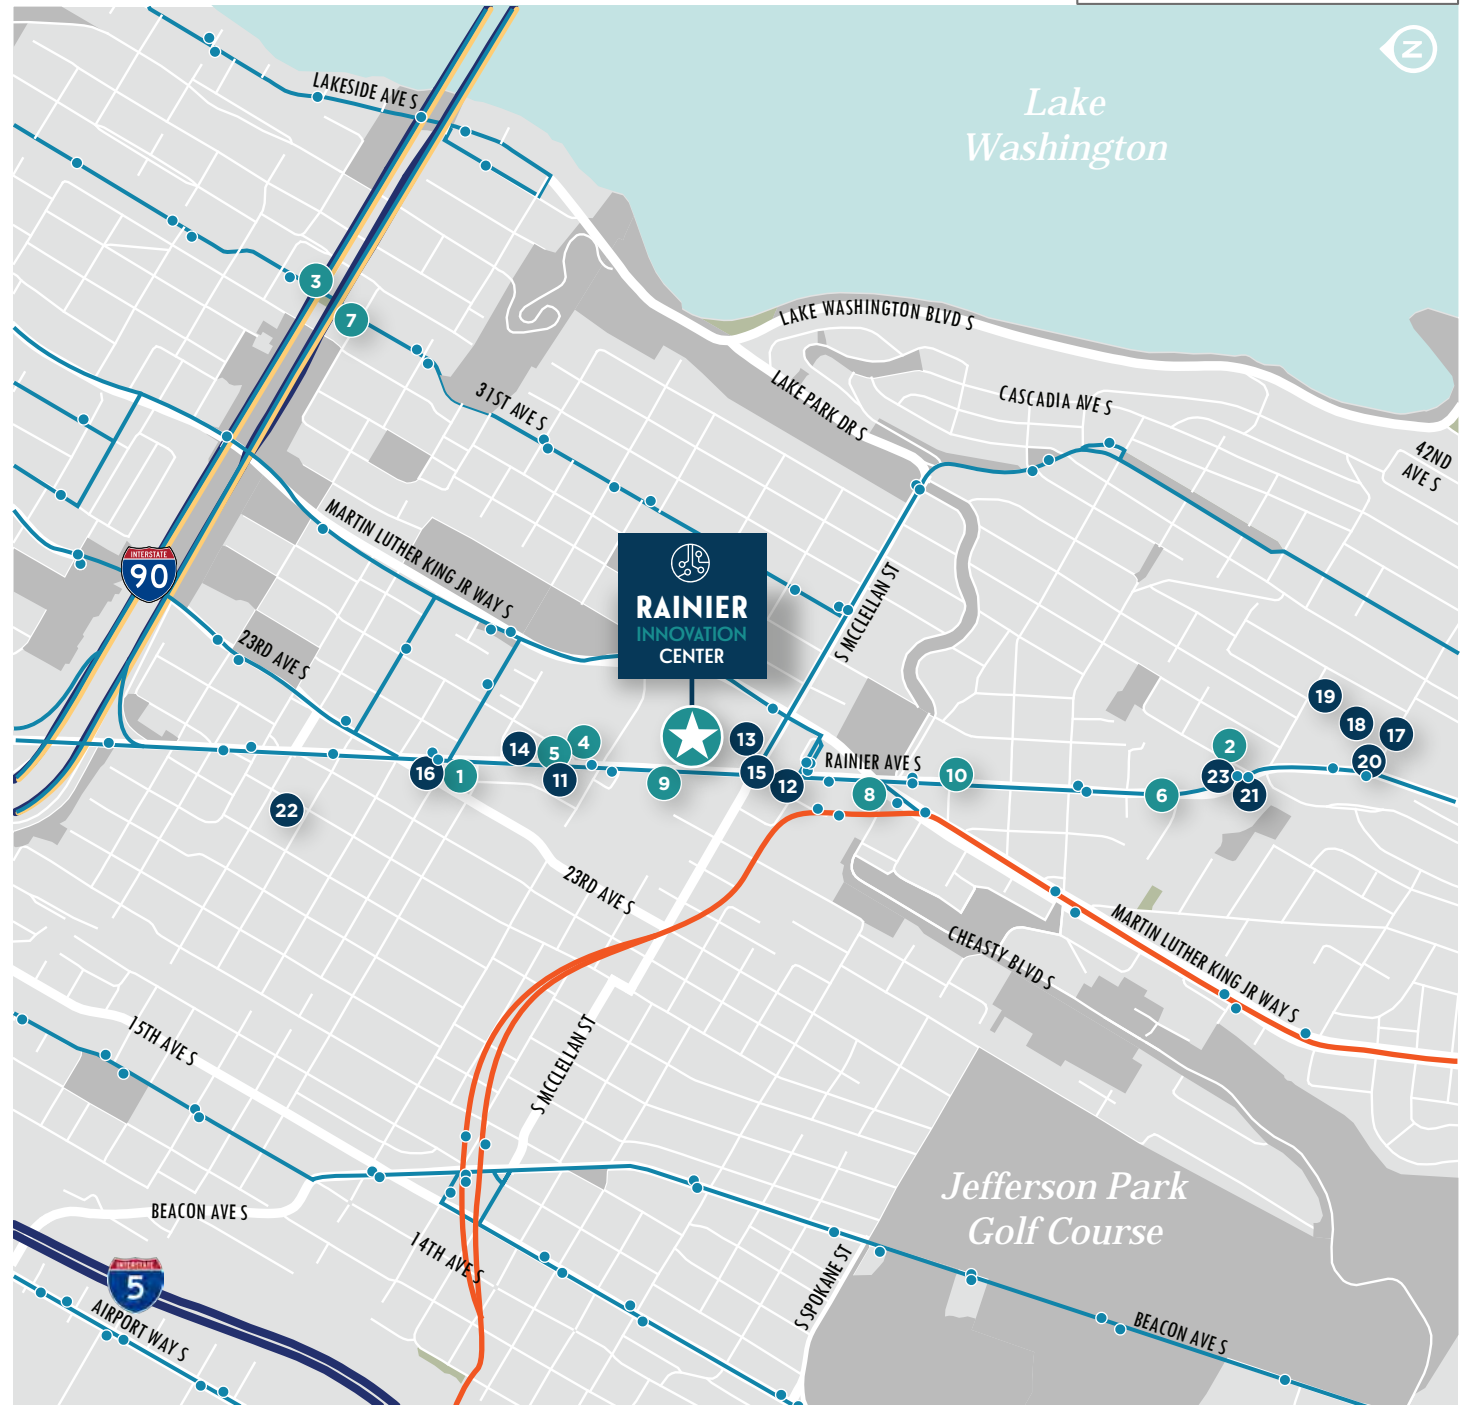 N
Lake
Washington
LAKESIDE AVE S
3
7
LAKE WASHINGTON BLVD S
LAKE PARK DR S
CASCADIA AVE S
31ST AVE S
42ND
AVE S
MARTIN LUTHER KING JR WAY S
INTERSTATE
90
RAINIER
INNOVATION
CENTER
S MCCLELLAN ST
23RD AVE S
19
18
17
20
2
23
21
14
5
4
11
16
1
9
13
15
12
RAINIER AVE S
8
10
6
22
23RD AVE S
MARTIN LUTHER KING JR WAY S
CHEASTY BLVD S
15TH AVE S
S MCCLELLAN ST
Jefferson Park
Golf Course
BEACON AVE S
14TH AVE S
INTERSTATE
5
AIRPORT WAY S
S SPOKANE ST
BEACON AVE S